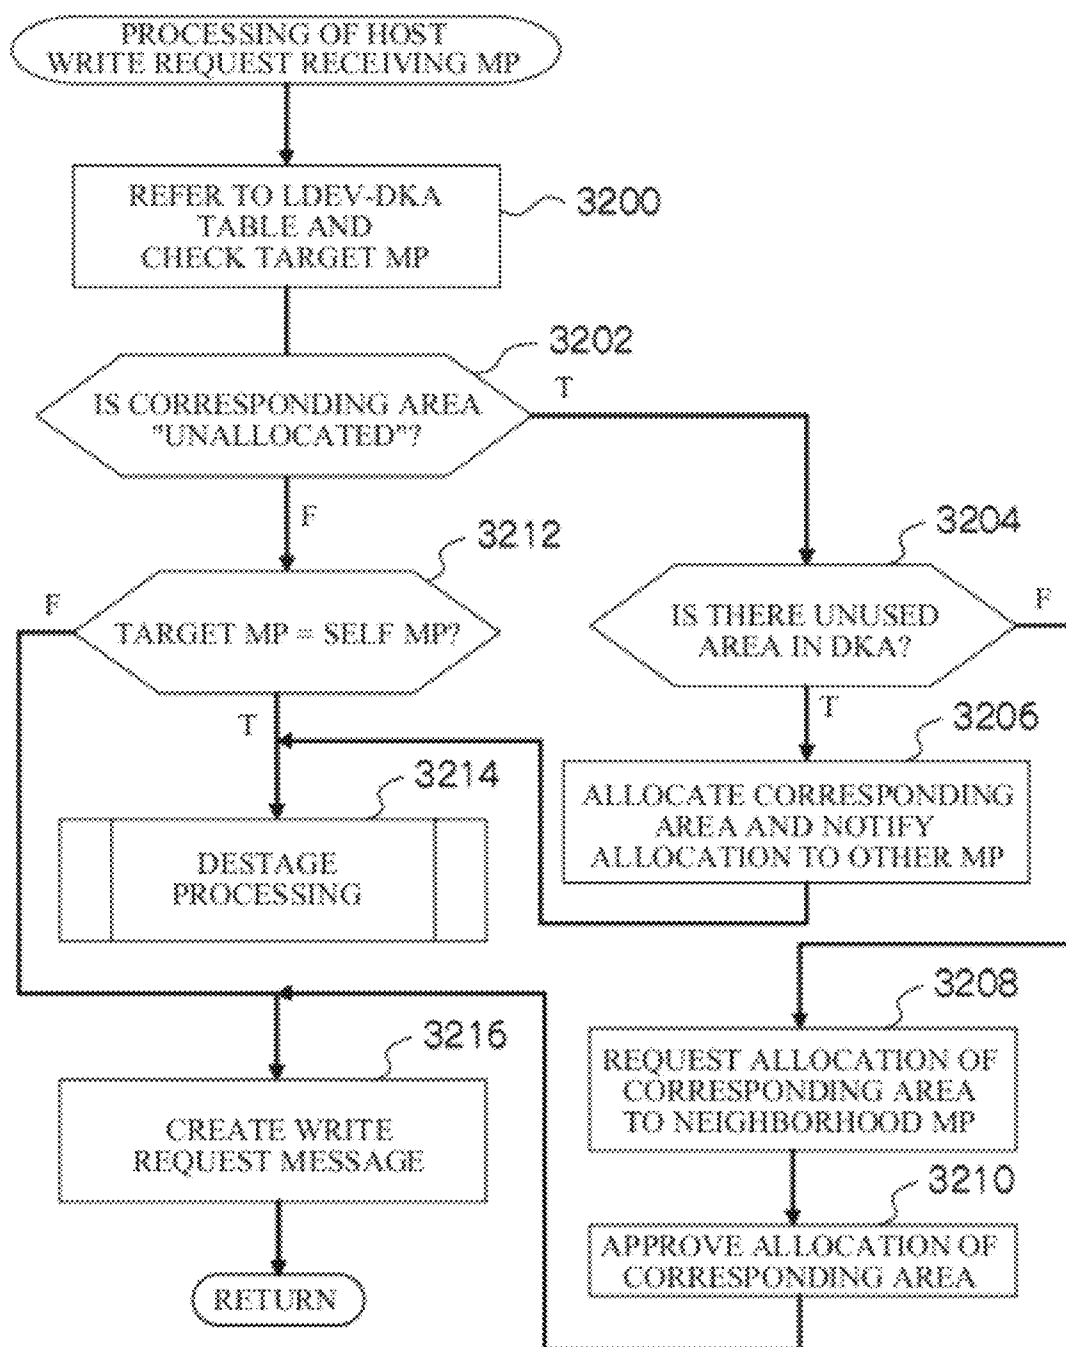 PROCESSING OF HOST
WRITE REQUEST RECEIVING MP
REFER TO LDEV-DKA
TABLE AND
CHECK TARGET MP
3200
3202
IS CORRESPONDING AREA
"UNALLOCATED"?
T
F
3212
F
TARGET MP = SELF MP?
T
3204
IS THERE UNUSED
AREA IN DKA?
F
T
3206
ALLOCATE CORRESPONDING
AREA AND NOTIFY
ALLOCATION TO OTHER MP
3214
DESTAGE
PROCESSING
3208
REQUEST ALLOCATION OF
CORRESPONDING AREA
TO NEIGHBORHOOD MP
3210
APPROVE ALLOCATION OF
CORRESPONDING AREA
3216
CREATE WRITE
REQUEST MESSAGE
RETURN